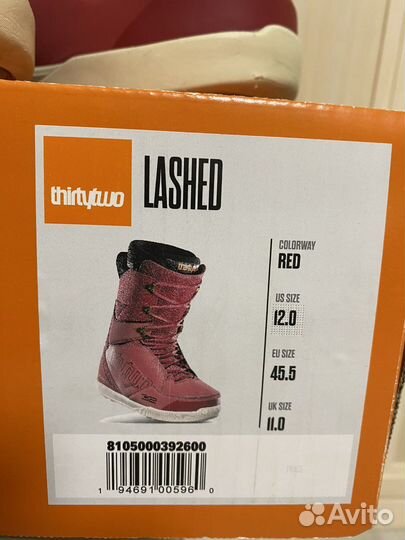 thirtytwo
LASHED
COLORWAY
RED
US SIZE
12.0
EU SIZE
45.5
UK SIZE
11.0
8105000392600
1 94691 00596 0
Avito